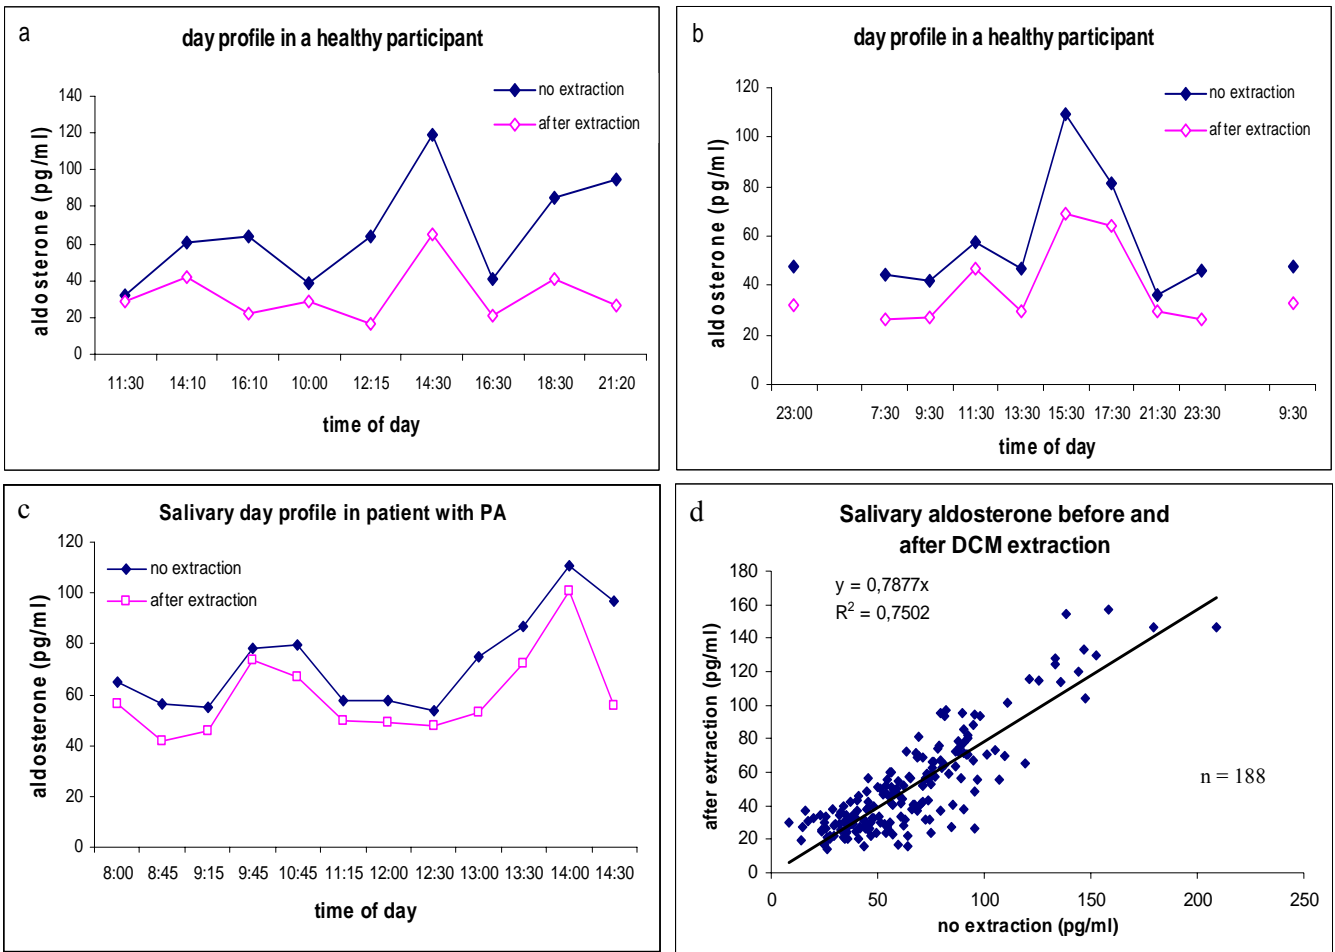 a
day profile in a healthy participant
no extraction
after extraction
aldosterone (pg/ml)
140
120
100
80
60
40
20
0
11:30 14:10 16:10 10:00 12:15 14:30 16:30 18:30 21:20
time of day
b
day profile in a healthy participant
no extraction
after extraction
aldosterone (pg/ml)
120
100
80
60
40
20
0
23:00 7:30 9:30 11:30 13:30 15:30 17:30 21:30 23:30 9:30
time of day
c
Salivary day profile in patient with PA
no extraction
after extraction
aldosterone (pg/ml)
120
100
80
60
40
20
0
8:00 8:45 9:15 9:45 10:45 11:15 12:00 12:30 13:00 13:30 14:00 14:30
time of day
d
Salivary aldosterone before and
after DCM extraction
y = 0,7877x
R² = 0,7502
n = 188
after extraction (pg/ml)
180
160
140
120
100
80
60
40
20
0
0 50 100 150 200 250
no extraction (pg/ml)